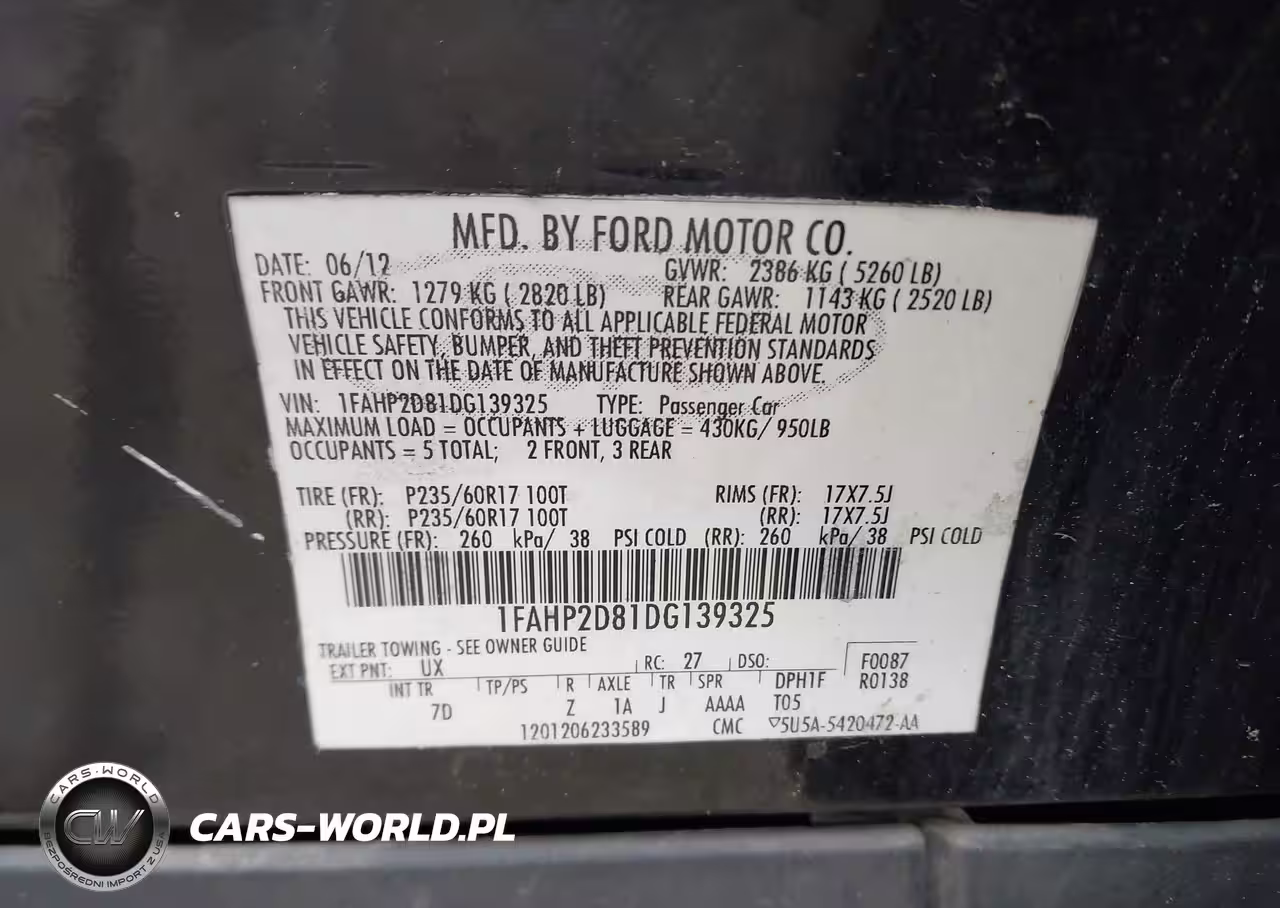 MFD. BY FORD MOTOR CO.
DATE: 06/12 GVWR: 2386 KG ( 5260 LB)
FRONT GAWR: 1279 KG ( 2820 LB) REAR GAWR: 1143 KG ( 2520 LB)
THIS VEHICLE CONFORMS TO ALL APPLICABLE FEDERAL MOTOR
VEHICLE SAFETY, BUMPER, AND THEFT PREVENTION STANDARDS
IN EFFECT ON THE DATE OF MANUFACTURE SHOWN ABOVE.
VIN: 1FAHP2D81DG139325 TYPE: Passenger Car
MAXIMUM LOAD = OCCUPANTS + LUGGAGE = 430KG/ 950LB
OCCUPANTS = 5 TOTAL; 2 FRONT, 3 REAR
TIRE (FR): P235/60R17 100T RIMS (FR): 17X7.5J
(RR): P235/60R17 100T (RR): 17X7.5J
PRESSURE (FR): 260 kPa/ 38 PSI COLD (RR): 260 kPa/ 38 PSI COLD
1FAHP2D81DG139325
TRAILER TOWING - SEE OWNER GUIDE
EXT PNT: UX RC: 27 DSO: F0087
INT TR TP/PS R AXLE TR SPR DPH1F R0138
7D Z 1A J AAAA T05
1201206233589 CMC ▽5U5A-5420472-AA
CARS-WORLD
CW
BEZPOŚREDNI IMPORT Z USA
CARS-WORLD.PL